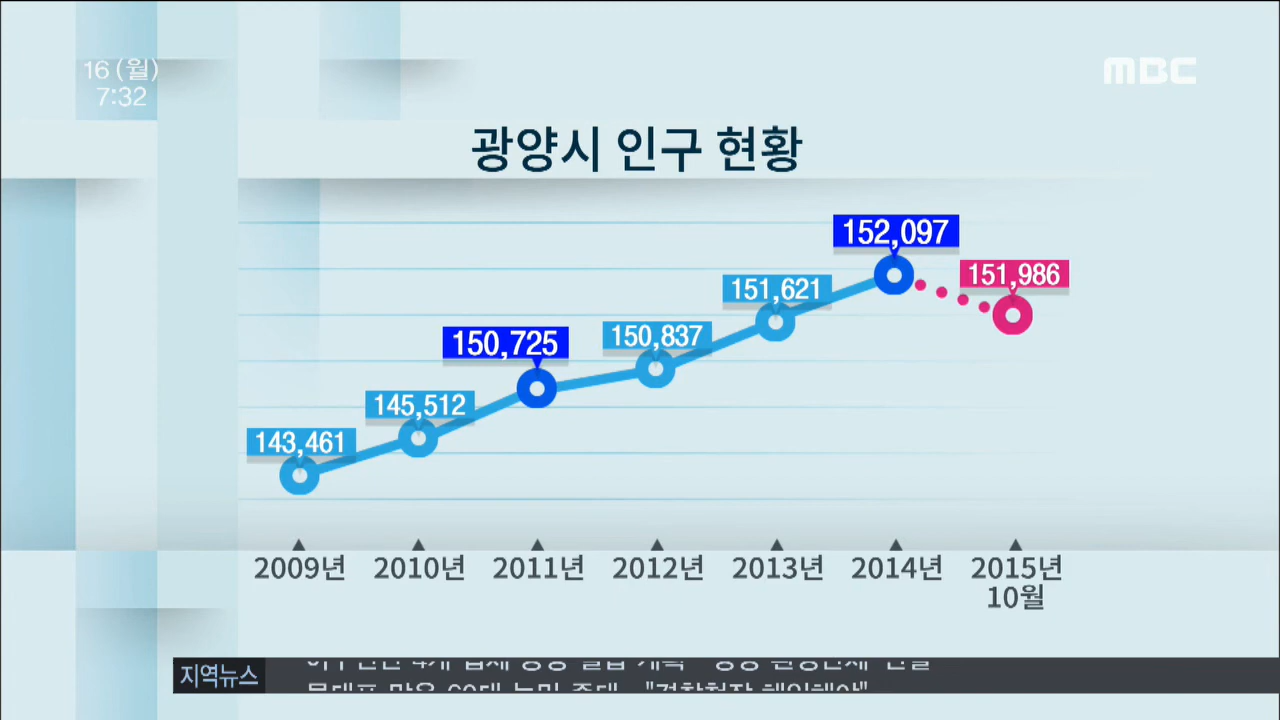 16 (월)
7:32
MBC
광양시 인구 현황
152,097
151,986
151,621
150,837
150,725
145,512
143,461
2009년 2010년 2011년 2012년 2013년 2014년 2015년
10월
지역뉴스